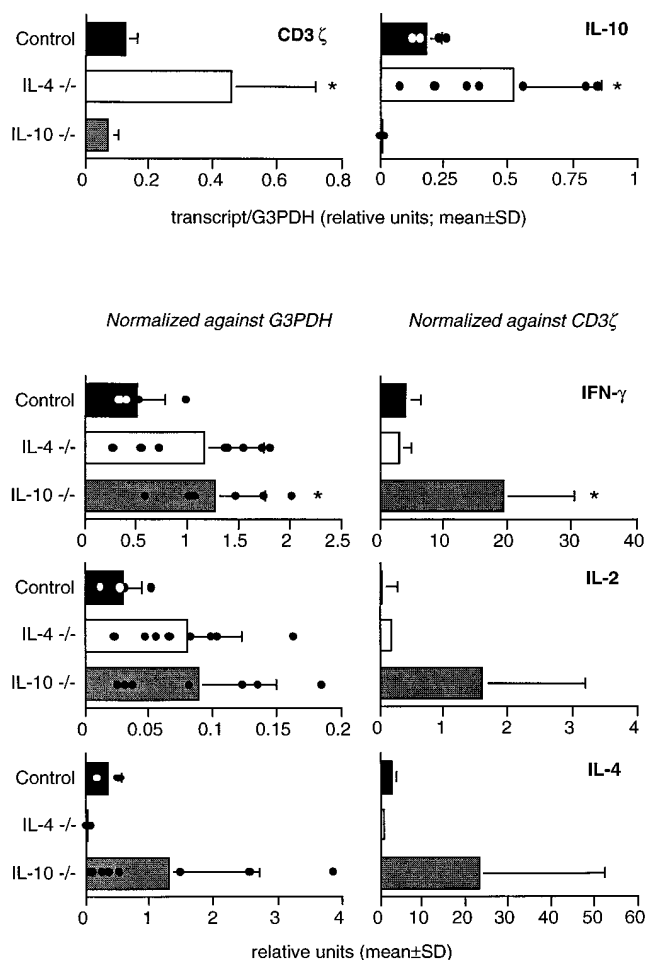 CD3 ζ
Control
IL-4 -/-
*
IL-10 -/-
0 0.2 0.4 0.6 0.8
IL-10
*
0 0.25 0.5 0.75 1
transcript/G3PDH (relative units; mean±SD)
Normalized against G3PDH
Normalized against CD3ζ
Control
IL-4 -/-
IL-10 -/-
*
0 0.5 1 1.5 2 2.5
IFN-γ
*
0 10 20 30 40
Control
IL-4 -/-
IL-10 -/-
0 0.05 0.1 0.15 0.2
IL-2
0 1 2 3 4
Control
IL-4 -/-
IL-10 -/-
0 1 2 3 4
IL-4
0 10 20 30 40 50 60
relative units (mean±SD)